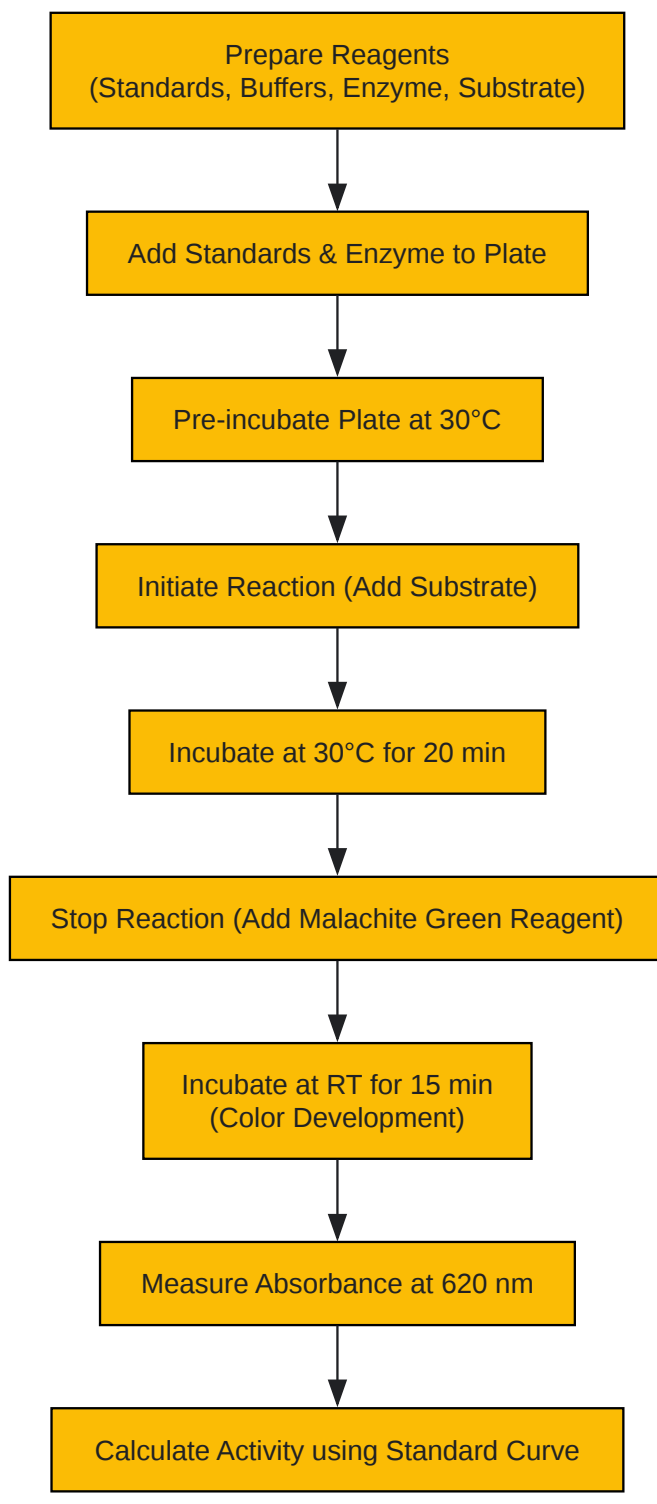 Prepare Reagents
(Standards, Buffers, Enzyme, Substrate)
Add Standards & Enzyme to Plate
Pre-incubate Plate at 30°C
Initiate Reaction (Add Substrate)
Incubate at 30°C for 20 min
Stop Reaction (Add Malachite Green Reagent)
Incubate at RT for 15 min
(Color Development)
Measure Absorbance at 620 nm
Calculate Activity using Standard Curve